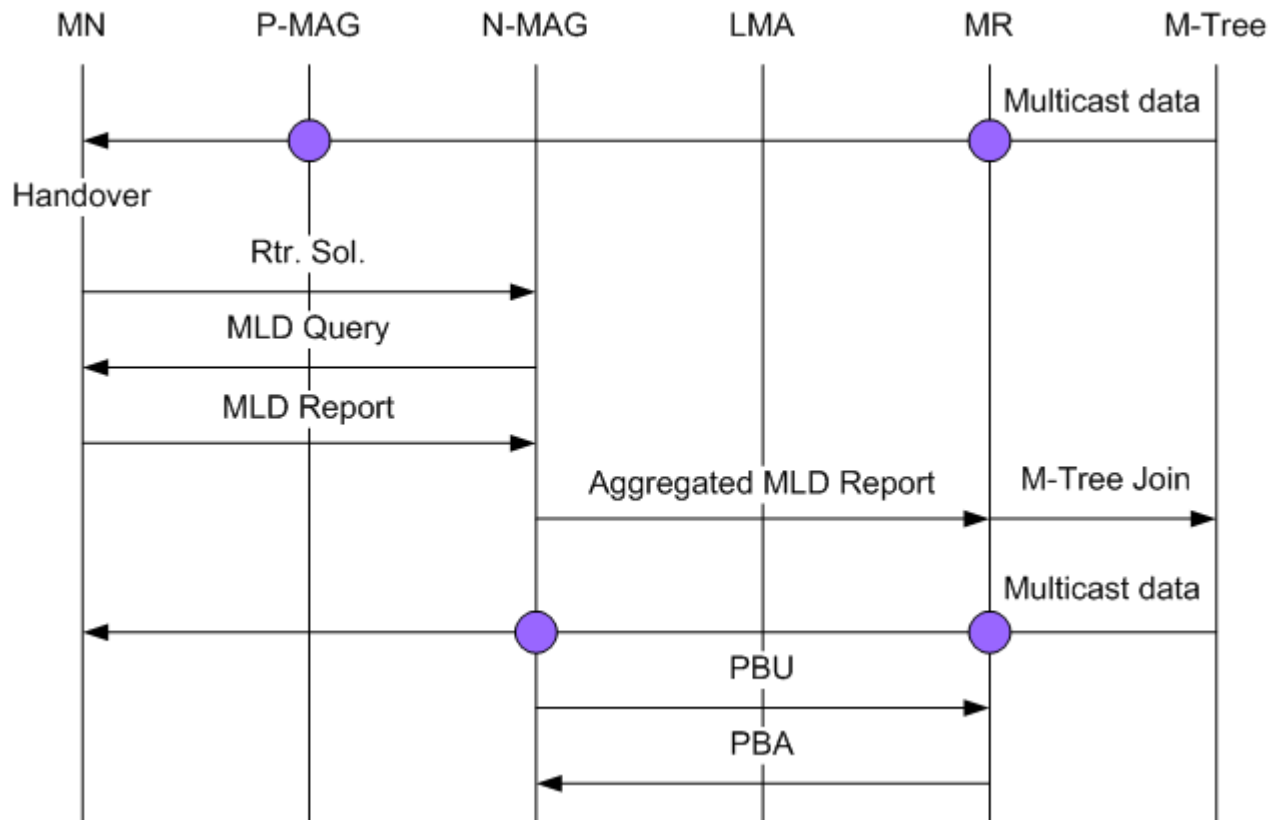 MN P-MAG N-MAG LMA MR M-Tree
Multicast data
Handover
Rtr. Sol.
MLD Query
MLD Report
Aggregated MLD Report M-Tree Join
Multicast data
PBU
PBA